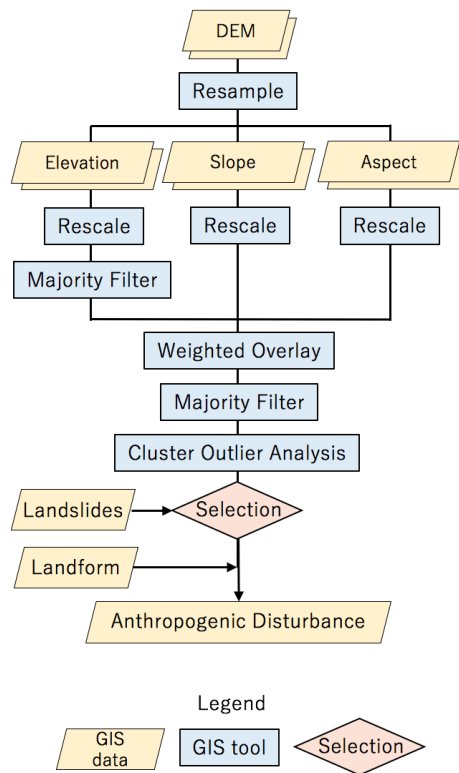 DEM
Resample
Elevation
Slope
Aspect
Rescale
Rescale
Rescale
Majority Filter
Weighted Overlay
Majority Filter
Cluster Outlier Analysis
Selection
Landslides
Landform
Anthropogenic Disturbance
Legend
GIS
data
GIS tool
Selection